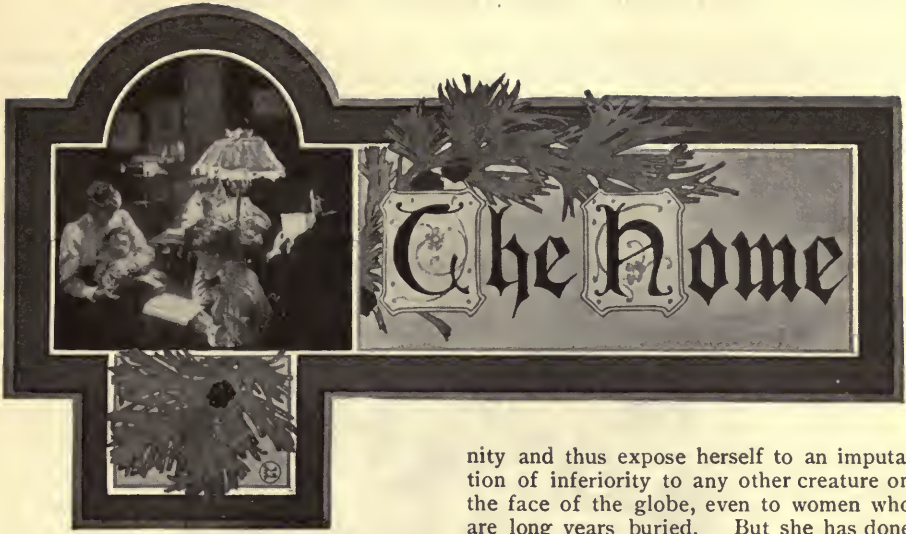 The Home
nity and thus expose herself to an imputa
tion of inferiority to any other creature on
the face of the globe, even to women who
are long years buried. But she has done